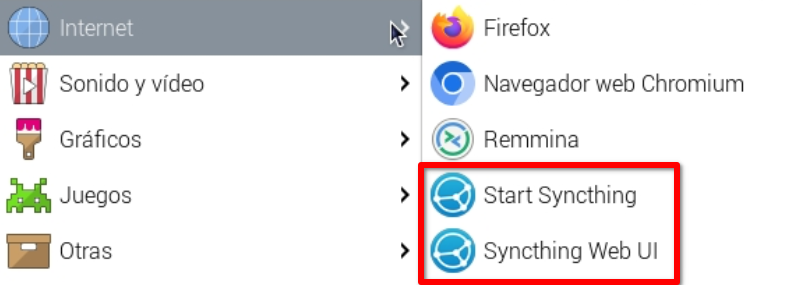 Internet
Sonido y vídeo
Gráficos
Juegos
Otras
Firefox
Navegador web Chromium
Remmina
Start Syncthing
Syncthing Web UI